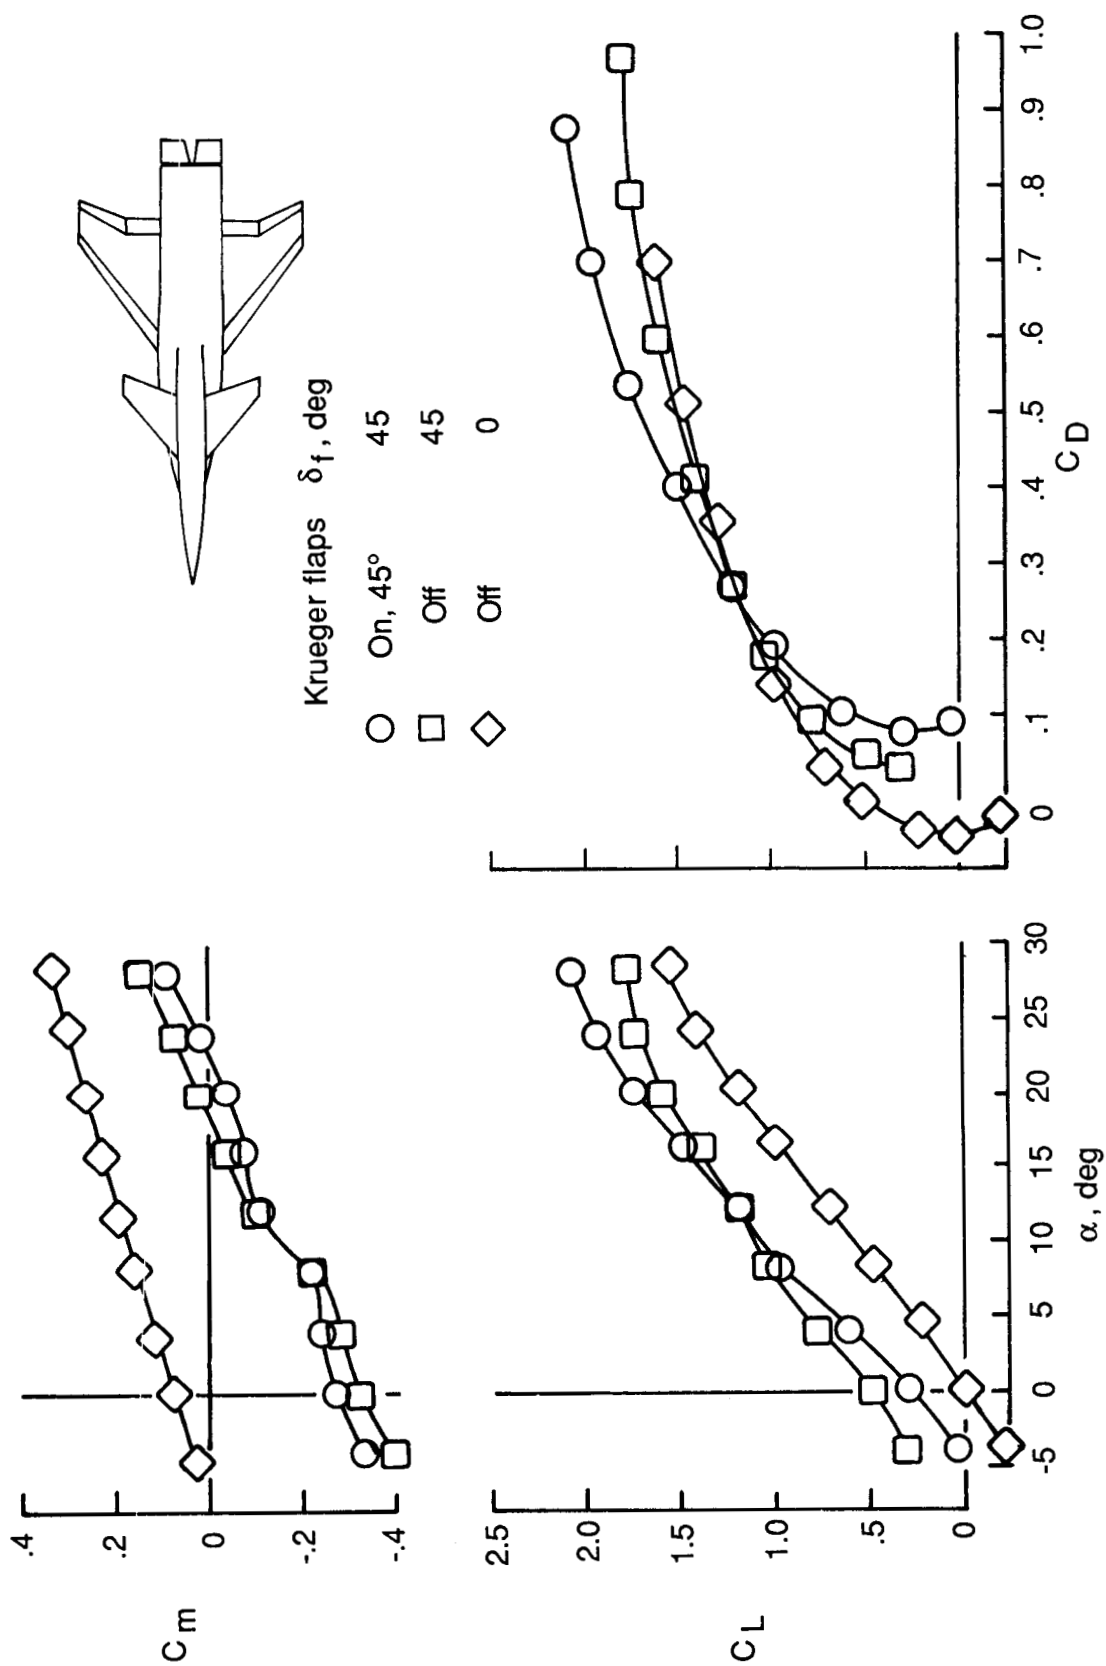 Krueger flaps δf, deg
On, 45° 45
Off 45
Off 0
Cm
.4
.2
0
-.2
-.4
CL
2.5
2.0
1.5
1.0
.5
0
-5 0 5 10 15 20 25 30
α, deg
0 .1 .2 .3 .4 .5 .6 .7 .8 .9 1.0
CD